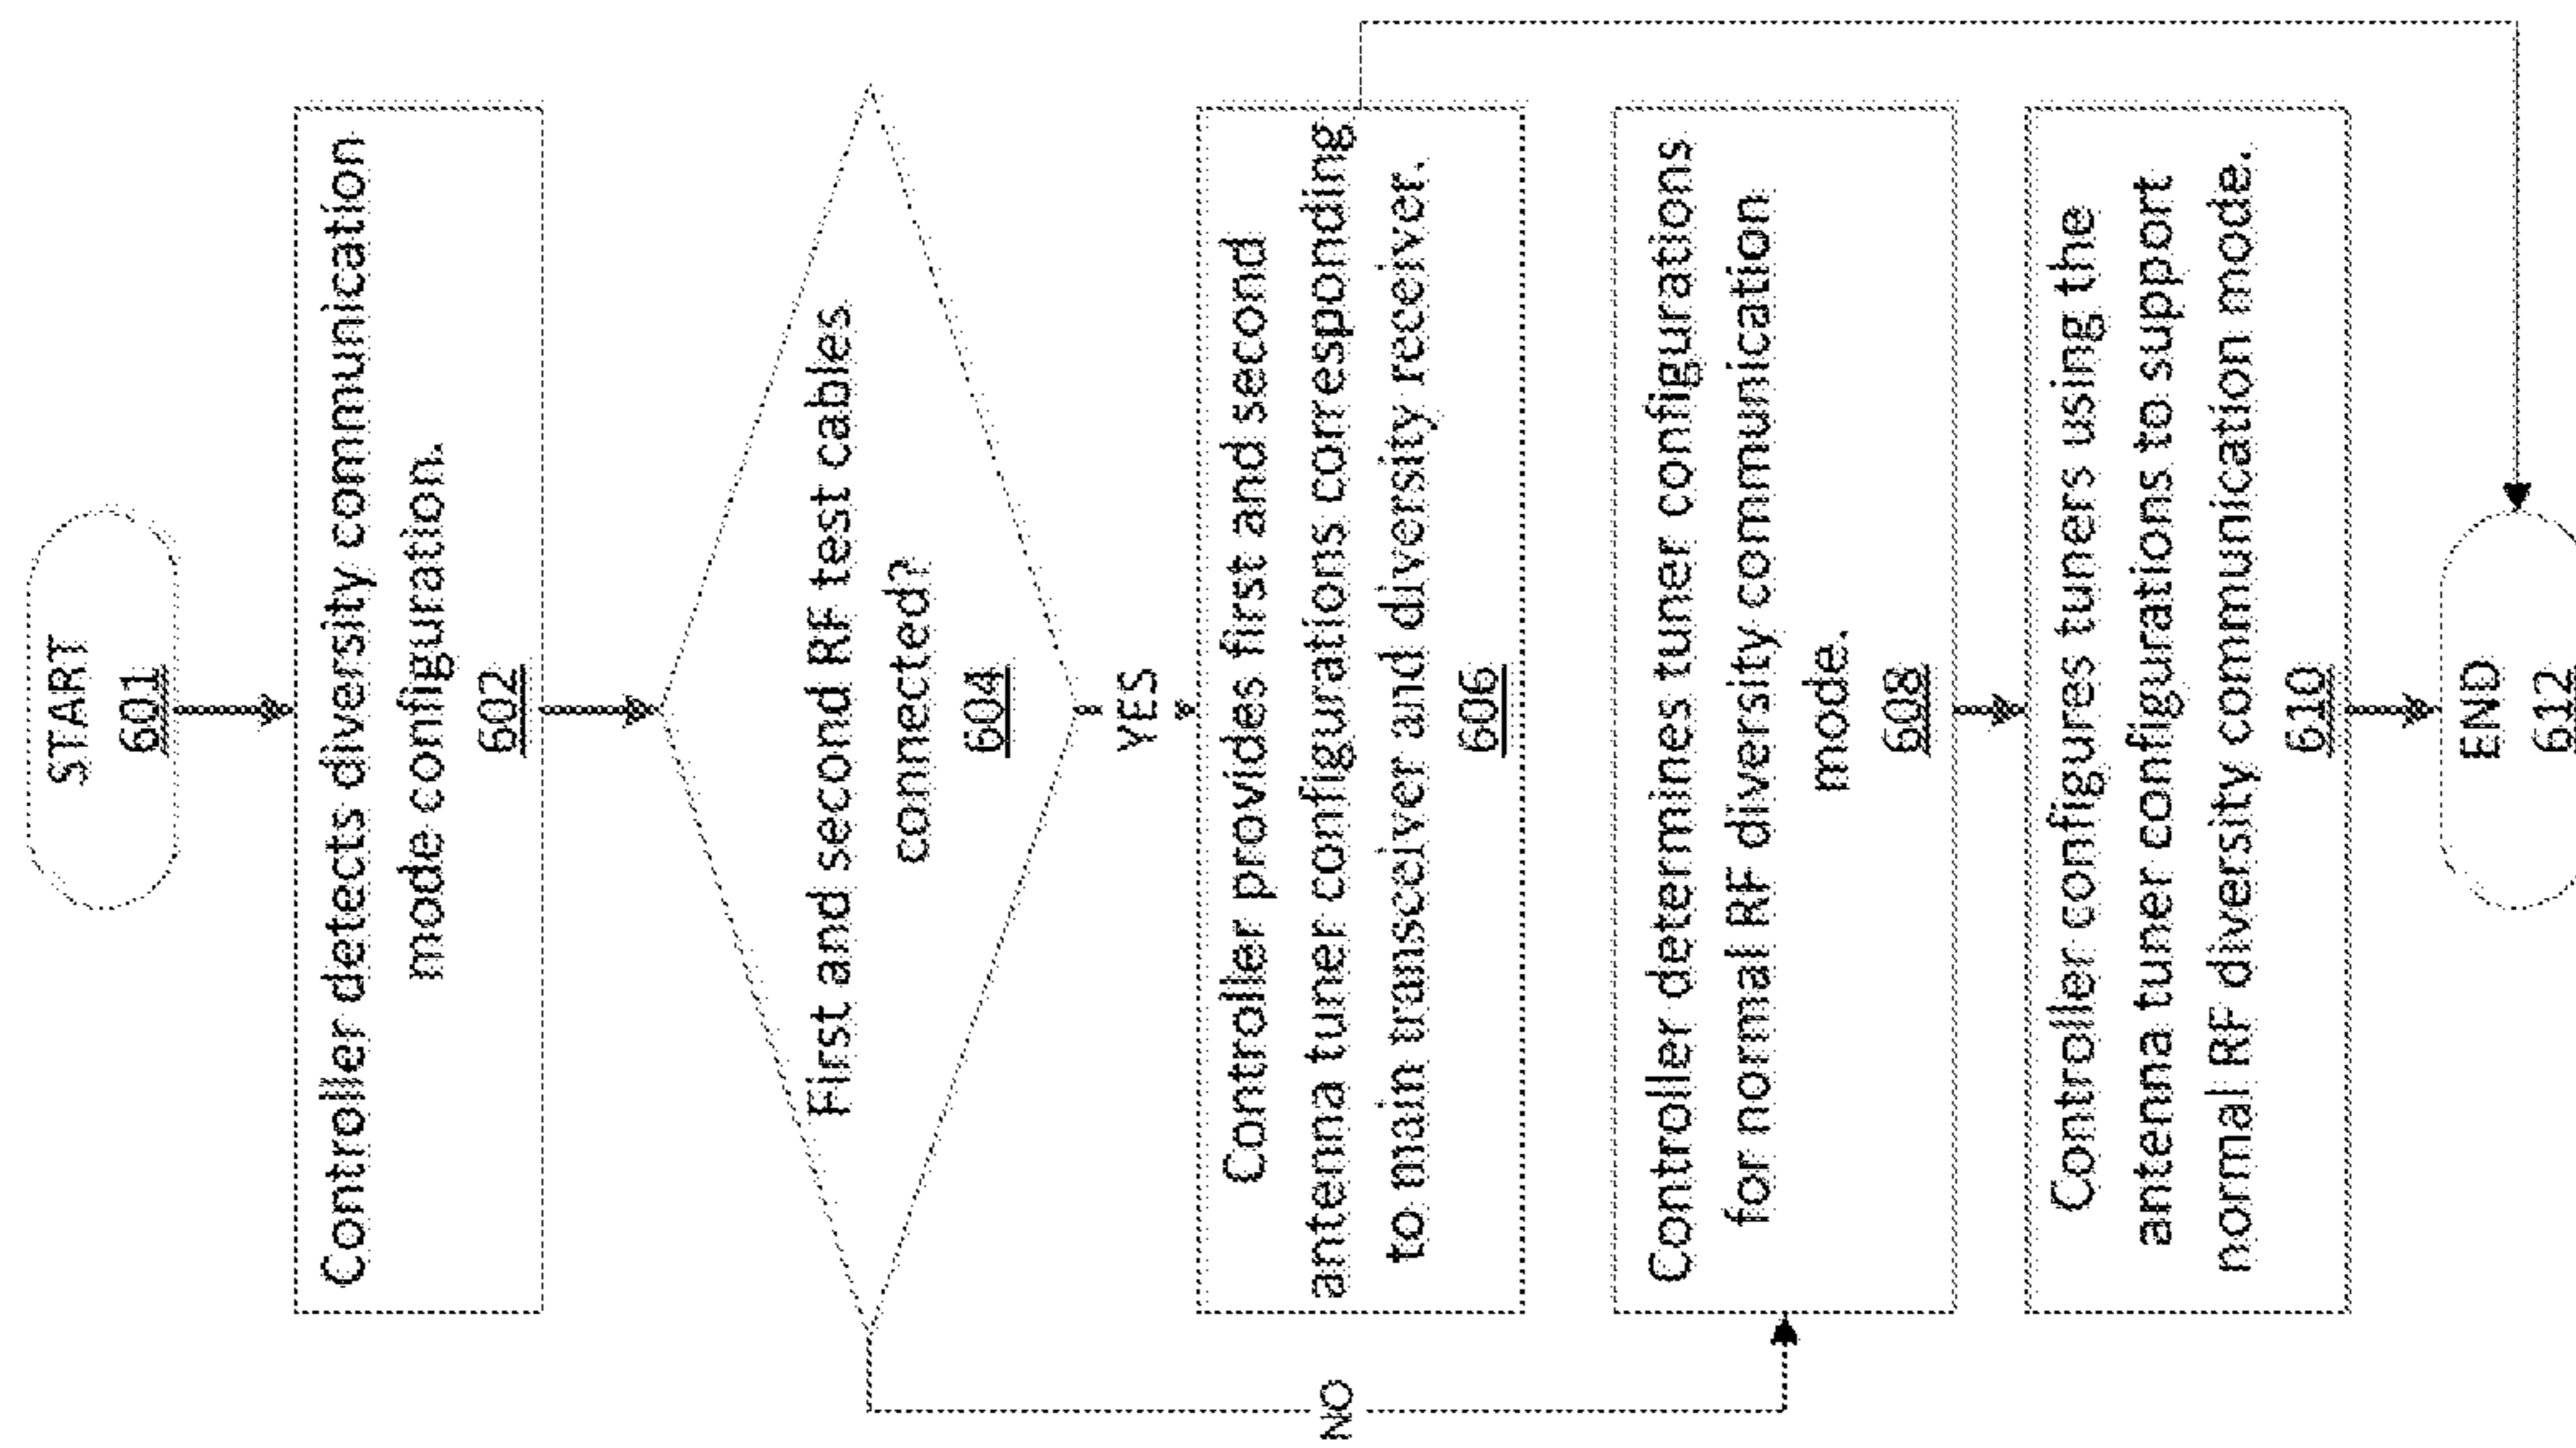 START
601
Controller detects diversity communication
mode configuration.
602
First and second RF test cables
connected?
604
YES
Controller provides first and second
antenna tuner configurations corresponding
to main transceiver and diversity receiver.
606
NO
Controller determines tuner configurations
for normal RF diversity communication
mode.
608
Controller configures tuners using the
antenna tuner configurations to support
normal RF diversity communication mode.
610
END
612